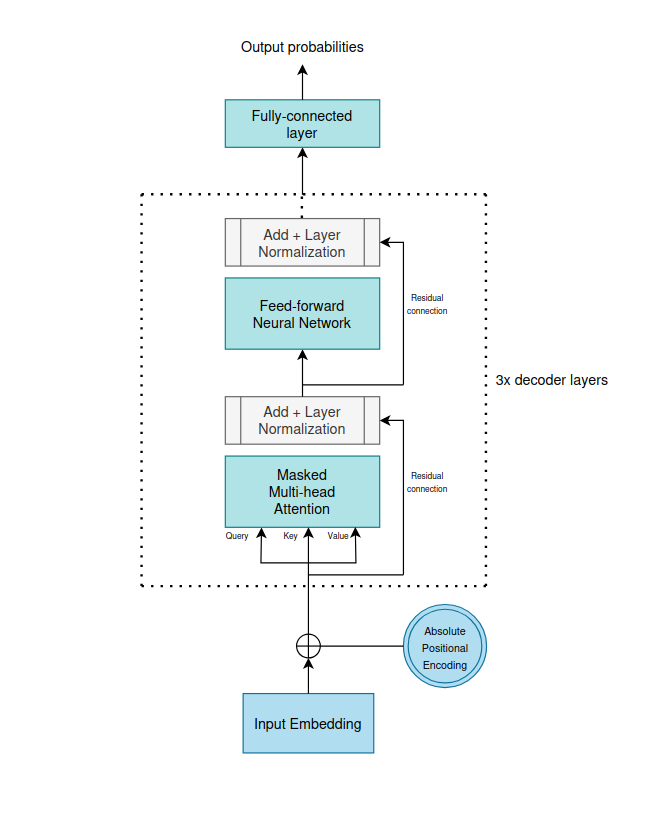 Output probabilities
Fully-connected
layer
Add + Layer
Normalization
Feed-forward
Neural Network
Residual
connection
3x decoder layers
Add + Layer
Normalization
Masked
Multi-head
Attention
Residual
connection
Query Key Value
Absolute
Positional
Encoding
Input Embedding